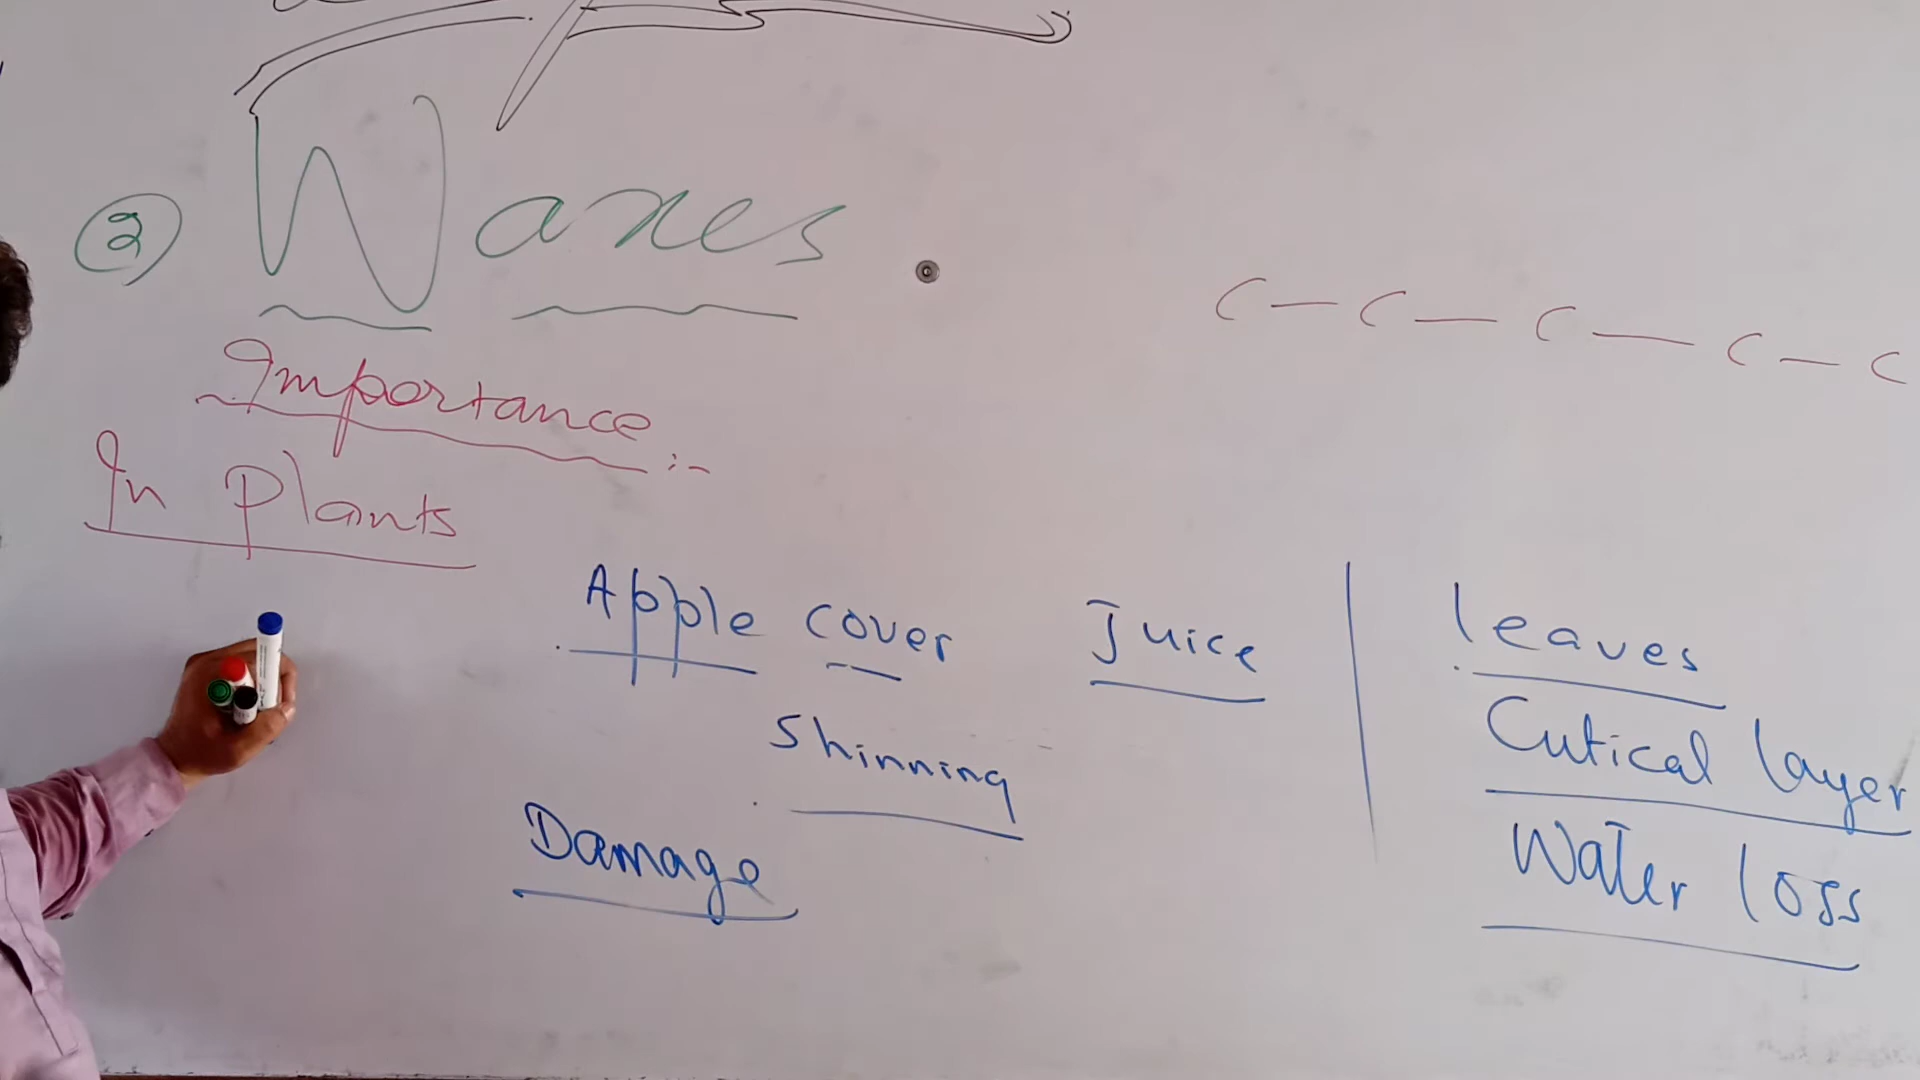 ② Waxes
C - C - C - C - C
Importance :-
In Plants
Apple cover Juice
Shinning
Damage
leaves
Cutical layer
Water loss